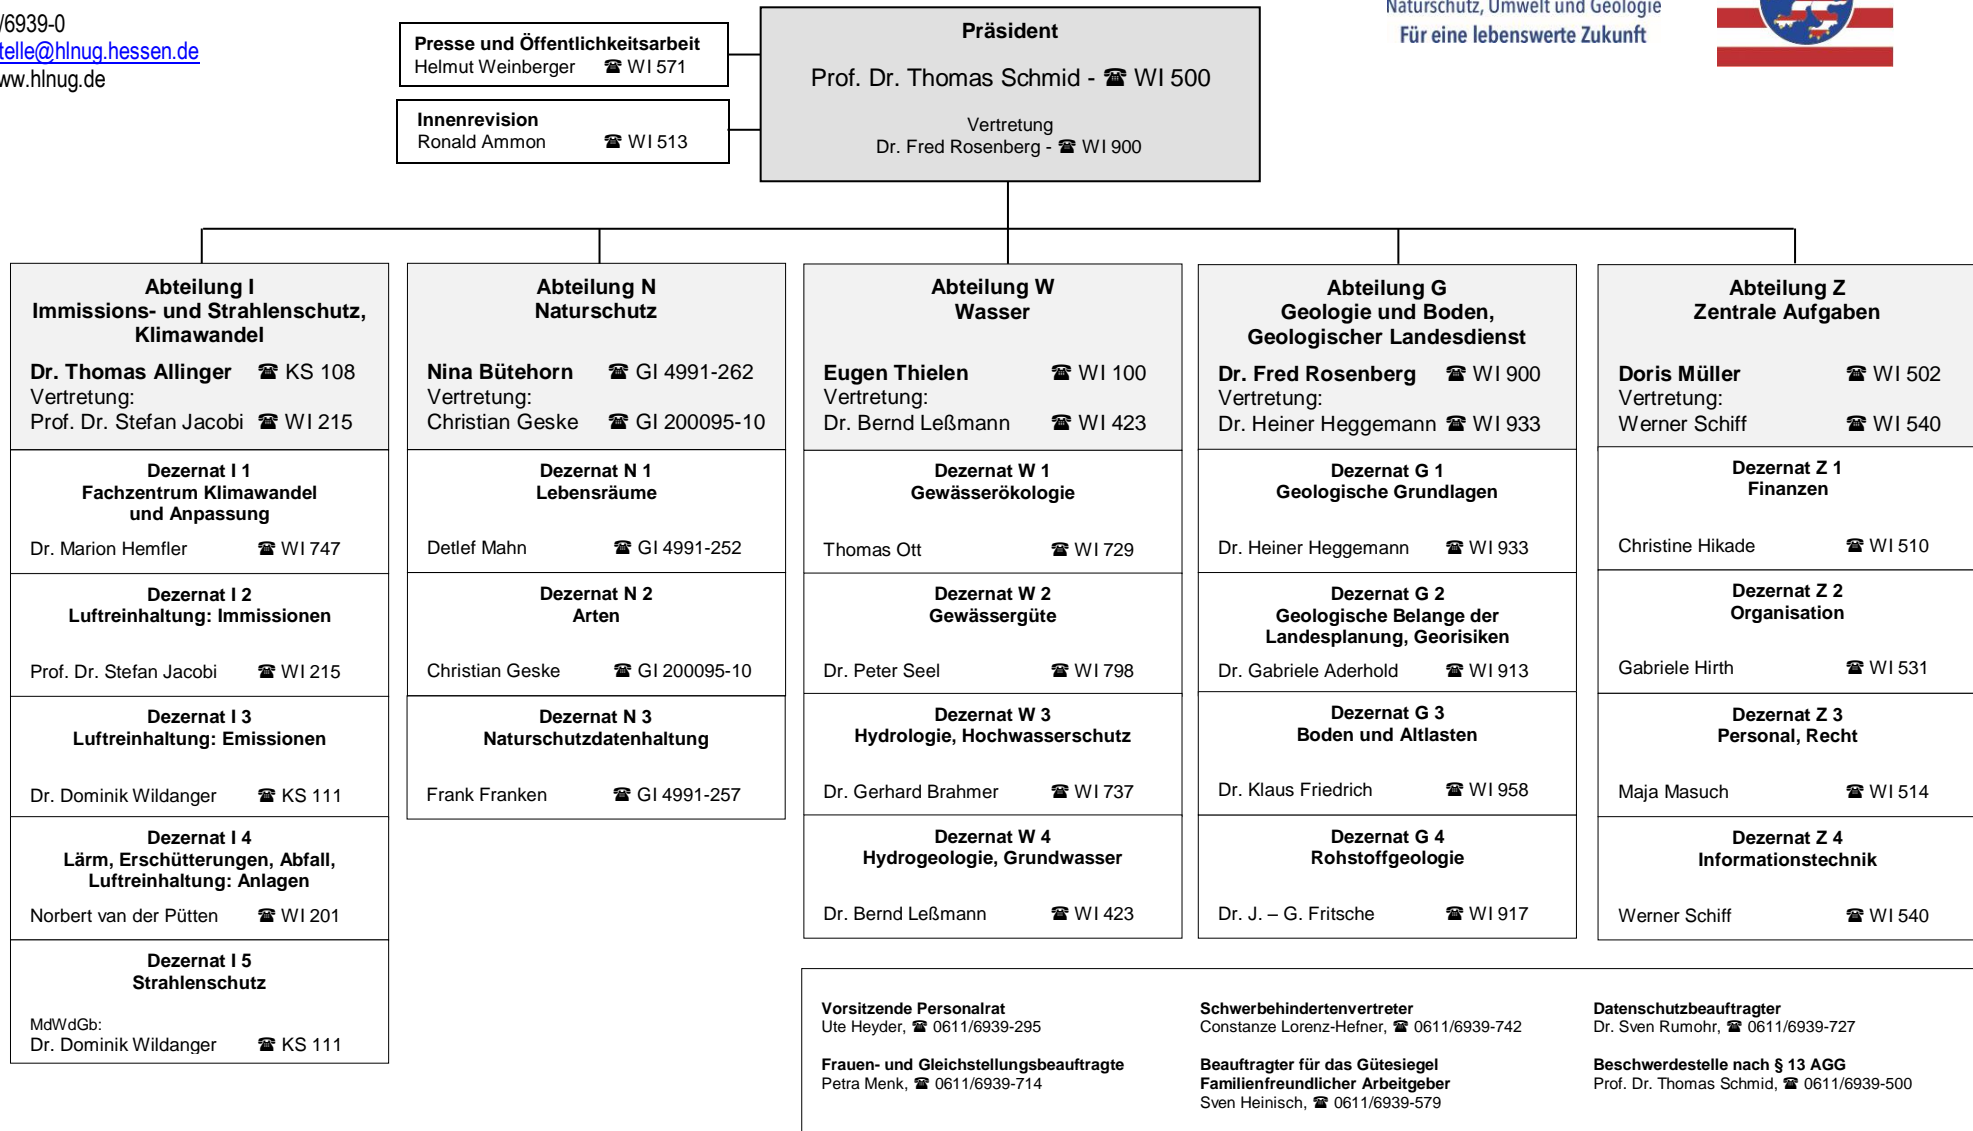 /6939-0
telle@hlnug.hessen.de
ww.hlnug.de
Presse und Öffentlichkeitsarbeit
Helmut Weinberger ☎ WI 571
Innenrevision
Ronald Ammon ☎ WI 513
Präsident
Prof. Dr. Thomas Schmid - ☎ WI 500
Vertretung
Dr. Fred Rosenberg - ☎ WI 900
Naturschutz, Umwelt und Geologie
Für eine lebenswerte Zukunft
Abteilung I
Immissions- und Strahlenschutz,
Klimawandel
Dr. Thomas Allinger ☎ KS 108
Vertretung:
Prof. Dr. Stefan Jacobi ☎ WI 215
Dezernat I 1
Fachzentrum Klimawandel
und Anpassung
Dr. Marion Hemfler ☎ WI 747
Dezernat I 2
Luftreinhaltung: Immissionen
Prof. Dr. Stefan Jacobi ☎ WI 215
Dezernat I 3
Luftreinhaltung: Emissionen
Dr. Dominik Wildanger ☎ KS 111
Dezernat I 4
Lärm, Erschütterungen, Abfall,
Luftreinhaltung: Anlagen
Norbert van der Pütten ☎ WI 201
Dezernat I 5
Strahlenschutz
MdWdGb:
Dr. Dominik Wildanger ☎ KS 111
Abteilung N
Naturschutz
Nina Bütehorn ☎ GI 4991-262
Vertretung:
Christian Geske ☎ GI 200095-10
Dezernat N 1
Lebensräume
Detlef Mahn ☎ GI 4991-252
Dezernat N 2
Arten
Christian Geske ☎ GI 200095-10
Dezernat N 3
Naturschutzdatenhaltung
Frank Franken ☎ GI 4991-257
Abteilung W
Wasser
Eugen Thielen ☎ WI 100
Vertretung:
Dr. Bernd Leßmann ☎ WI 423
Dezernat W 1
Gewässerökologie
Thomas Ott ☎ WI 729
Dezernat W 2
Gewässergüte
Dr. Peter Seel ☎ WI 798
Dezernat W 3
Hydrologie, Hochwasserschutz
Dr. Gerhard Brahmer ☎ WI 737
Dezernat W 4
Hydrogeologie, Grundwasser
Dr. Bernd Leßmann ☎ WI 423
Abteilung G
Geologie und Boden,
Geologischer Landesdienst
Dr. Fred Rosenberg ☎ WI 900
Vertretung:
Dr. Heiner Heggemann ☎ WI 933
Dezernat G 1
Geologische Grundlagen
Dr. Heiner Heggemann ☎ WI 933
Dezernat G 2
Geologische Belange der
Landesplanung, Georisiken
Dr. Gabriele Aderhold ☎ WI 913
Dezernat G 3
Boden und Altlasten
Dr. Klaus Friedrich ☎ WI 958
Dezernat G 4
Rohstoffgeologie
Dr. J. – G. Fritsche ☎ WI 917
Abteilung Z
Zentrale Aufgaben
Doris Müller ☎ WI 502
Vertretung:
Werner Schiff ☎ WI 540
Dezernat Z 1
Finanzen
Christine Hikade ☎ WI 510
Dezernat Z 2
Organisation
Gabriele Hirth ☎ WI 531
Dezernat Z 3
Personal, Recht
Maja Masuch ☎ WI 514
Dezernat Z 4
Informationstechnik
Werner Schiff ☎ WI 540
Vorsitzende Personalrat
Ute Heyder, ☎ 0611/6939-295
Frauen- und Gleichstellungsbeauftragte
Petra Menk, ☎ 0611/6939-714
Schwerbehindertenvertreter
Constanze Lorenz-Hefner, ☎ 0611/6939-742
Beauftragter für das Gütesiegel
Familienfreundlicher Arbeitgeber
Sven Heinisch, ☎ 0611/6939-579
Datenschutzbeauftragter
Dr. Sven Rumohr, ☎ 0611/6939-727
Beschwerdestelle nach § 13 AGG
Prof. Dr. Thomas Schmid, ☎ 0611/6939-500